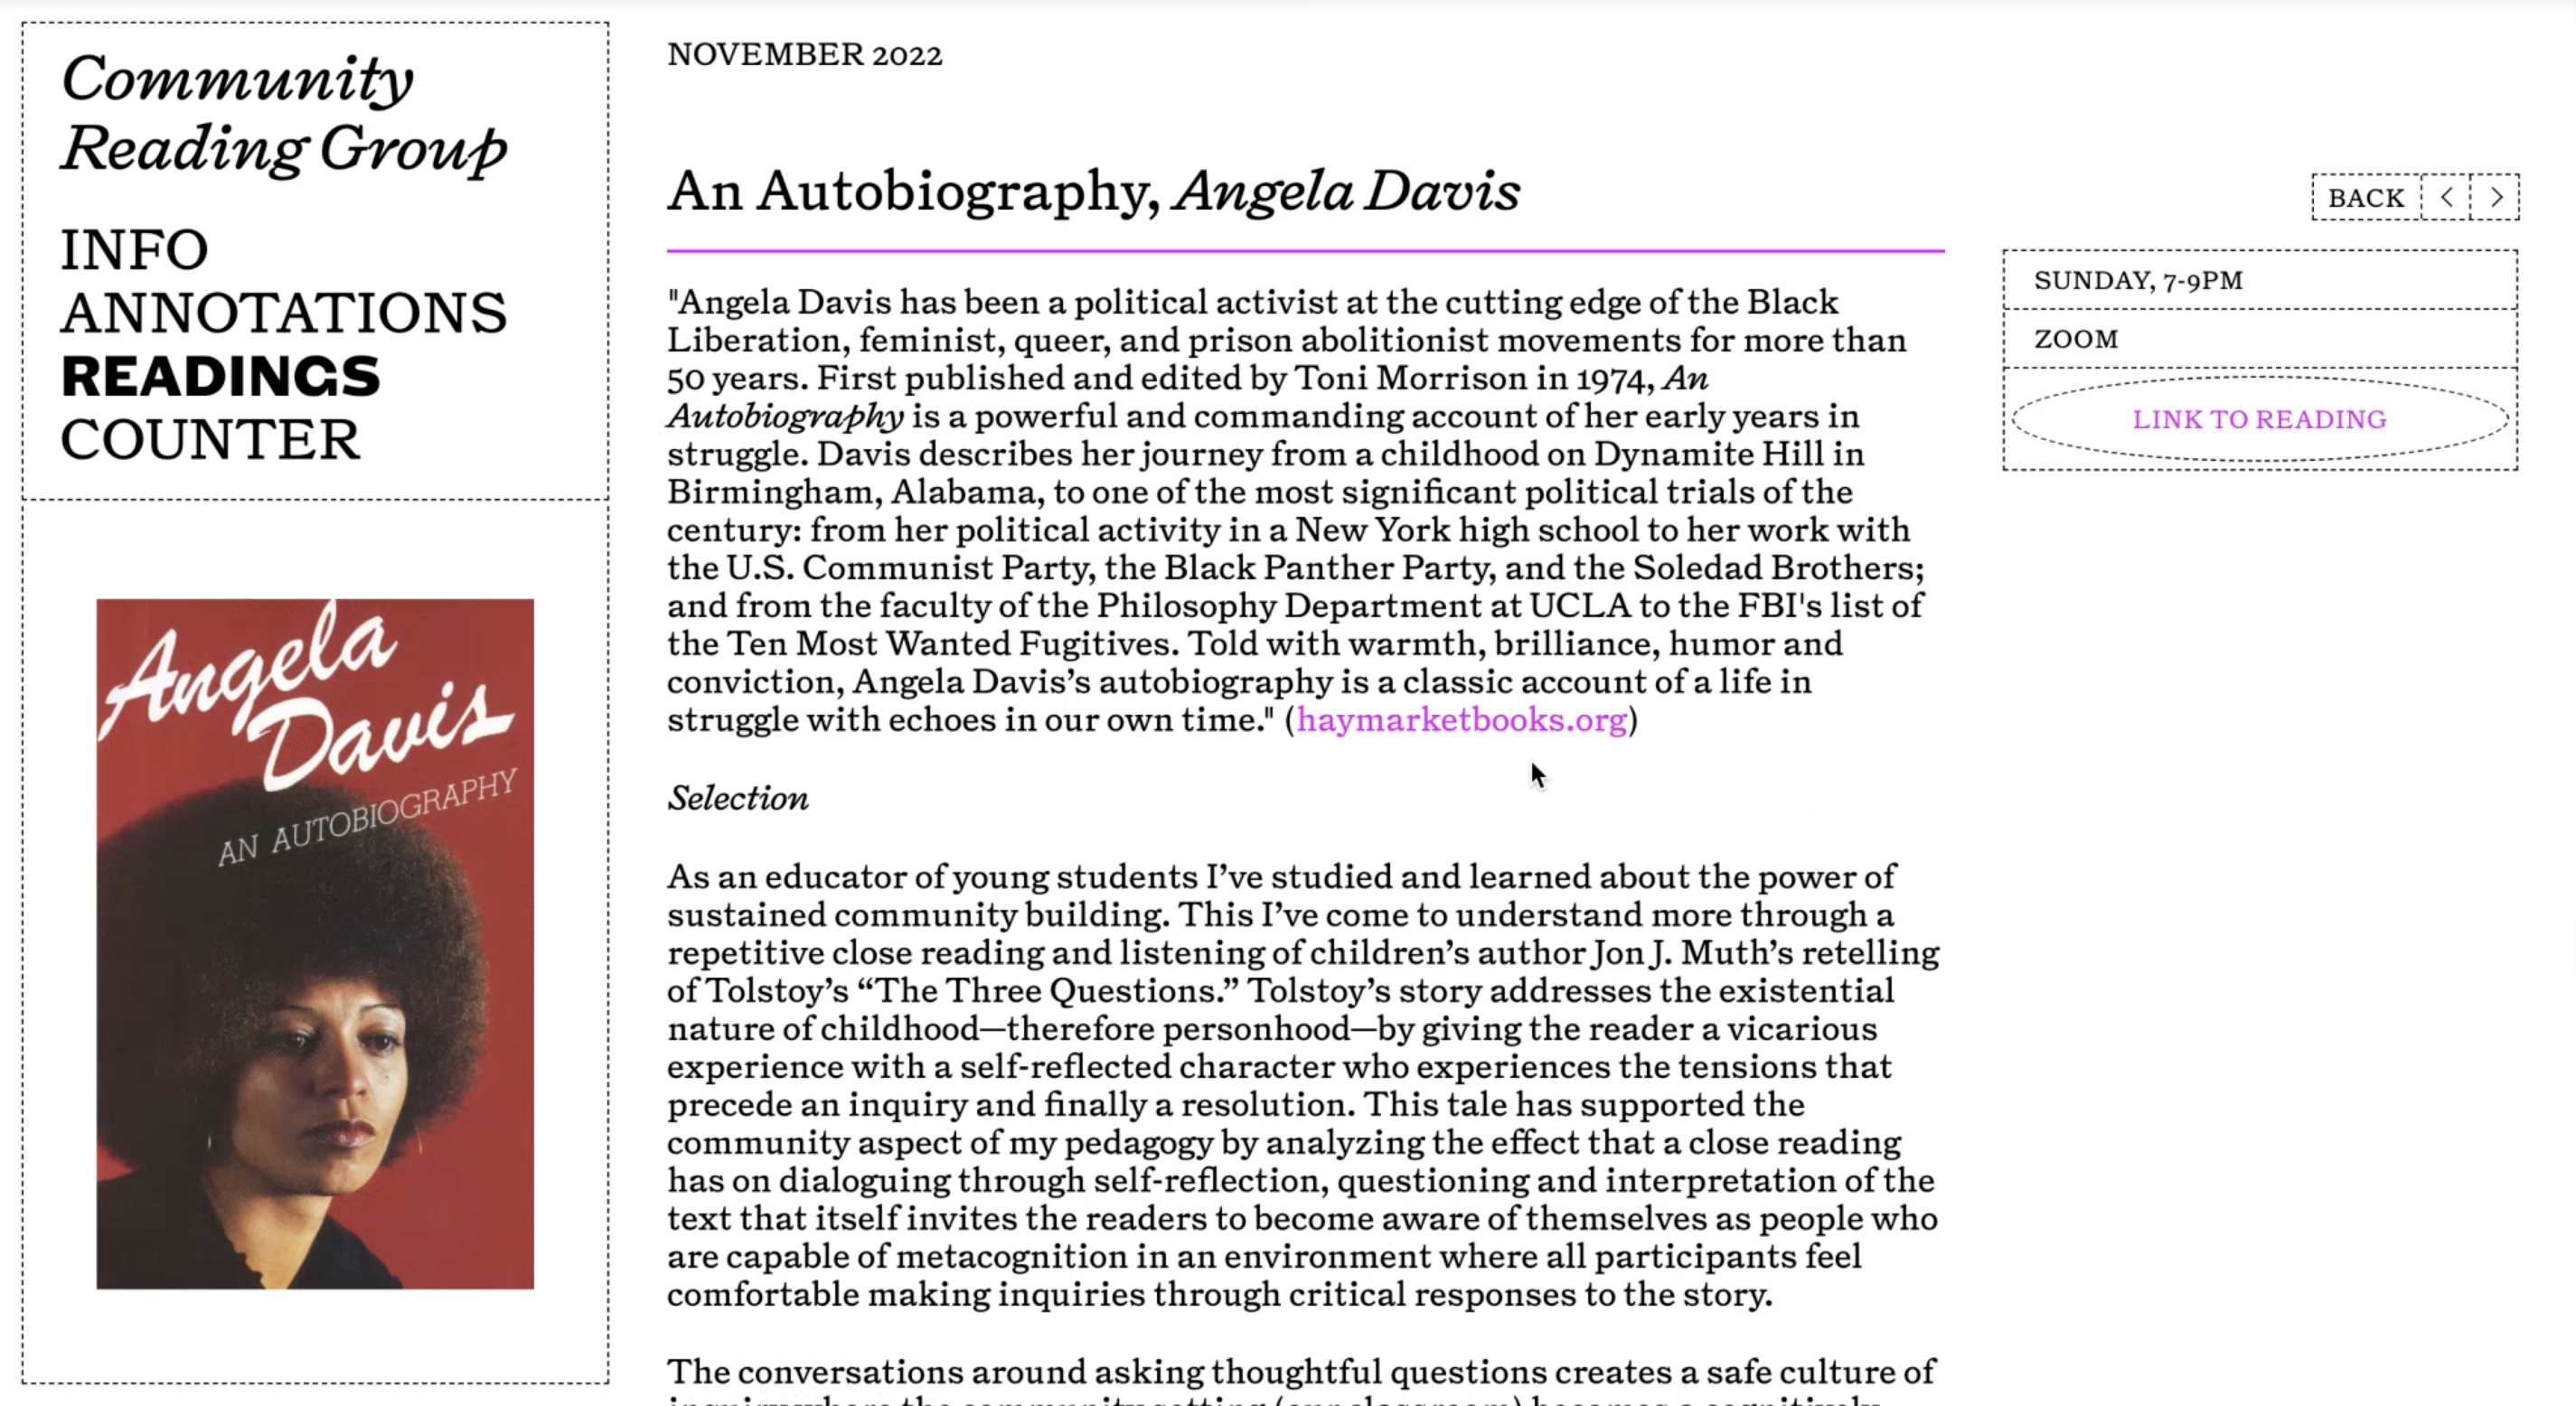 Community
Reading Group
INFO
ANNOTATIONS
READINGS
COUNTER
Angela
Davis
AN AUTOBIOGRAPHY
NOVEMBER 2022
An Autobiography, Angela Davis
"Angela Davis has been a political activist at the cutting edge of the Black
Liberation, feminist, queer, and prison abolitionist movements for more than
50 years. First published and edited by Toni Morrison in 1974, An
Autobiography is a powerful and commanding account of her early years in
struggle. Davis describes her journey from a childhood on Dynamite Hill in
Birmingham, Alabama, to one of the most significant political trials of the
century: from her political activity in a New York high school to her work with
the U.S. Communist Party, the Black Panther Party, and the Soledad Brothers;
and from the faculty of the Philosophy Department at UCLA to the FBI's list of
the Ten Most Wanted Fugitives. Told with warmth, brilliance, humor and
conviction, Angela Davis’s autobiography is a classic account of a life in
struggle with echoes in our own time." (haymarketbooks.org)
Selection
As an educator of young students I’ve studied and learned about the power of
sustained community building. This I’ve come to understand more through a
repetitive close reading and listening of children’s author Jon J. Muth’s retelling
of Tolstoy’s “The Three Questions.” Tolstoy’s story addresses the existential
nature of childhood—therefore personhood—by giving the reader a vicarious
experience with a self-reflected character who experiences the tensions that
precede an inquiry and finally a resolution. This tale has supported the
community aspect of my pedagogy by analyzing the effect that a close reading
has on dialoguing through self-reflection, questioning and interpretation of the
text that itself invites the readers to become aware of themselves as people who
are capable of metacognition in an environment where all participants feel
comfortable making inquiries through critical responses to the story.
The conversations around asking thoughtful questions creates a safe culture of
BACK < >
SUNDAY, 7-9PM
ZOOM
LINK TO READING